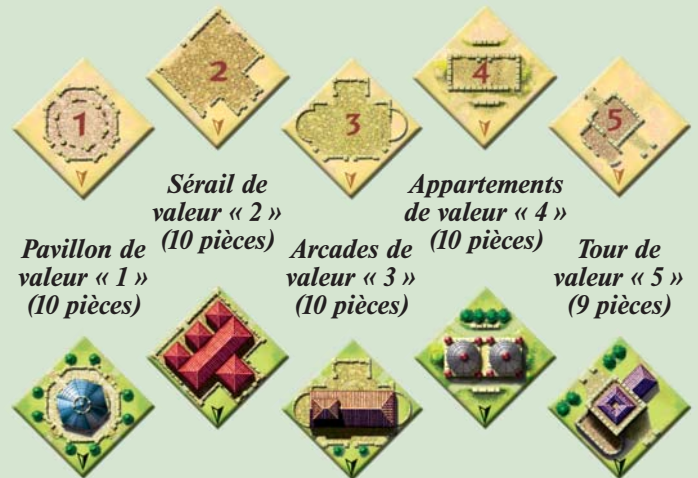 1
2
3
4
5
Sérail de
valeur « 2 »
(10 pièces)
Appartements
de valeur « 4 »
(10 pièces)
Pavillon de
valeur « 1 »
(10 pièces)
Arcades de
valeur « 3 »
(10 pièces)
Tour de
valeur « 5 »
(9 pièces)